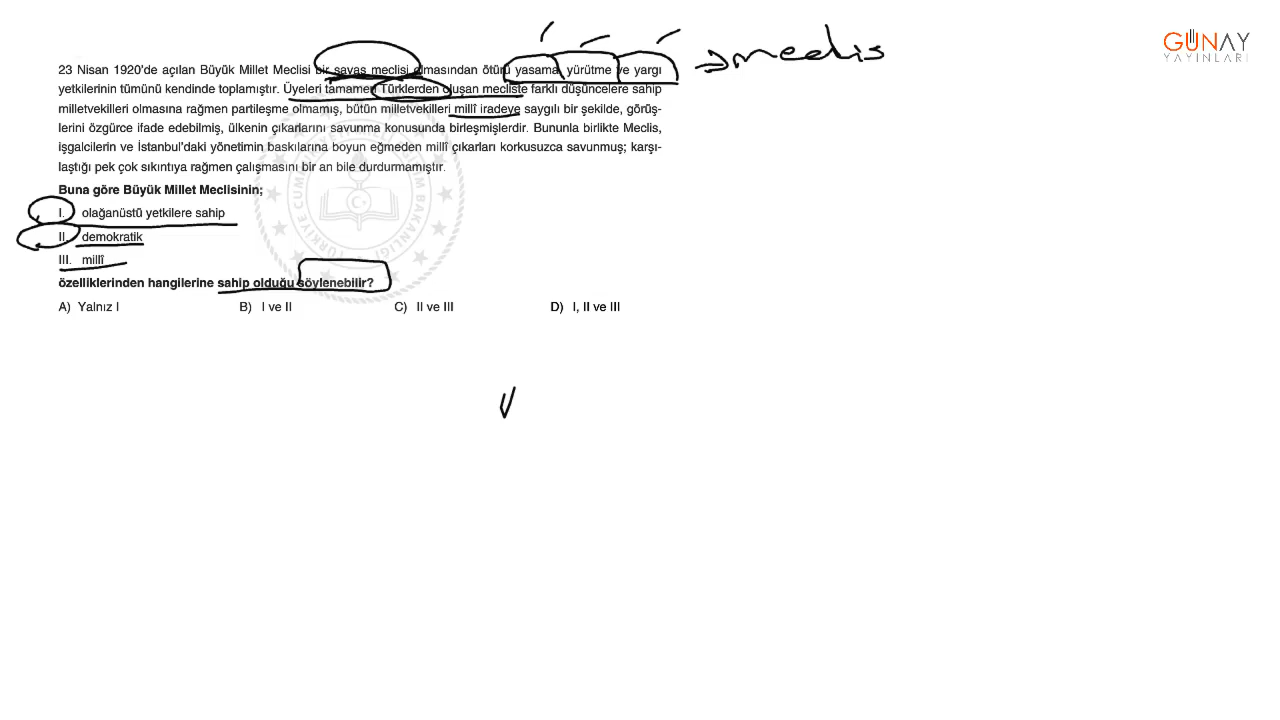 → meclis
GÜNAY
YAYINLARI
23 Nisan 1920'de açılan Büyük Millet Meclisi bir savaş meclisi olmasından ötürü yasama, yürütme ve yargı
yetkilerinin tümünü kendinde toplamıştır. Üyeleri tamamen Türklerden oluşan mecliste farklı düşüncelere sahip
milletvekilleri olmasına rağmen partileşme olmamış, bütün milletvekilleri millî iradeye saygılı bir şekilde, görüş-
lerini özgürce ifade edebilmiş, ülkenin çıkarlarını savunma konusunda birleşmişlerdir. Bununla birlikte Meclis,
işgalcilerin ve İstanbul'daki yönetimin baskılarına boyun eğmeden millî çıkarları korkusuzca savunmuş; karşı-
laştığı pek çok sıkıntıya rağmen çalışmasını bir an bile durdurmamıştır.
Buna göre Büyük Millet Meclisinin;
I. olağanüstü yetkilere sahip
II. demokratik
III. millî
özelliklerinden hangilerine sahip olduğu söylenebilir?
A) Yalnız I B) I ve II C) II ve III D) I, II ve III